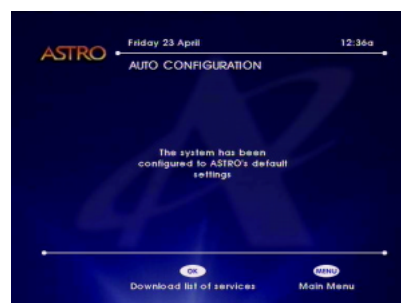 Friday 23 April 12:36a
ASTRO
AUTO CONFIGURATION
The system has been
configured to ASTRO's default
settings
OK MENU
Download list of services Main Menu